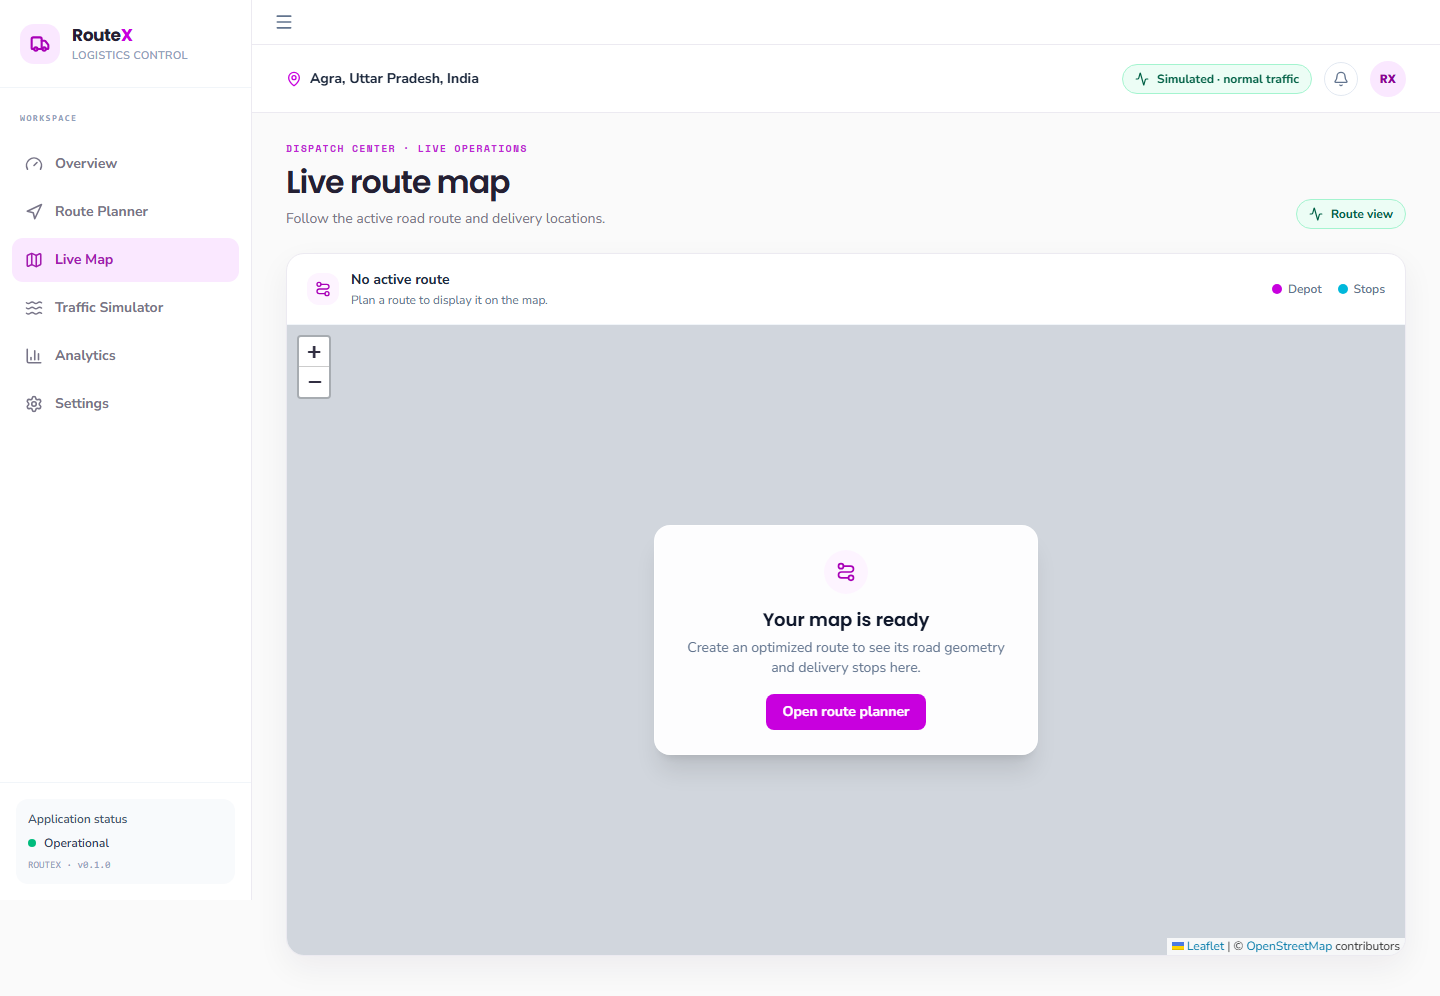 RouteX
LOGISTICS CONTROL
WORKSPACE
Overview
Route Planner
Live Map
Traffic Simulator
Analytics
Settings
Application status
Operational
ROUTEX · v0.1.0
Agra, Uttar Pradesh, India
Simulated · normal traffic
RX
DISPATCH CENTER · LIVE OPERATIONS
Live route map
Follow the active road route and delivery locations.
Route view
No active route
Plan a route to display it on the map.
Depot
Stops
+
−
Your map is ready
Create an optimized route to see its road geometry
and delivery stops here.
Open route planner
Leaflet | © OpenStreetMap contributors